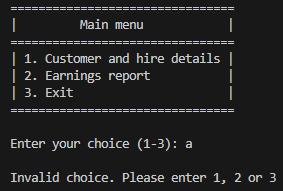 ==================================
|         Main menu              |
==================================
| 1. Customer and hire details |
| 2. Earnings report           |
| 3. Exit                      |
==================================
Enter your choice (1-3): a
Invalid choice. Please enter 1, 2 or 3